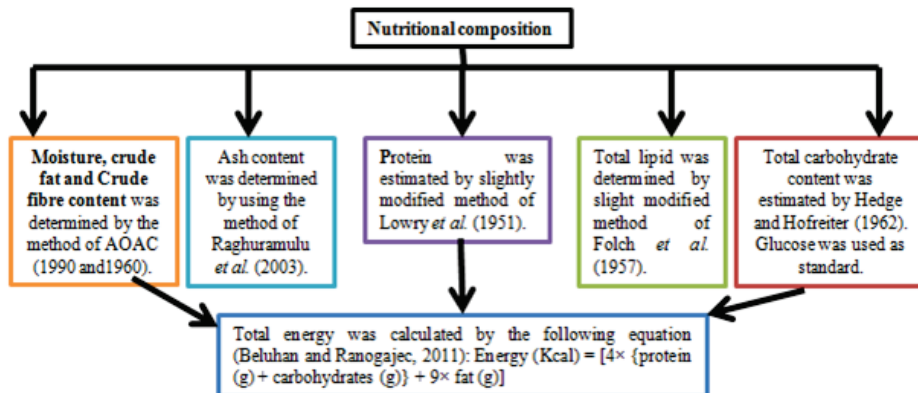 Nutritional composition
Moisture, crude
fat and Crude
fibre content was
determined by the
method of AOAC
(1990 and1960).
Ash content
was determined
by using the
method of
Raghuramulu
et al. (2003).
Protein was
estimated by slightly
modified method of
Lowry et al. (1951).
Total lipid was
determined by
slight modified
method of
Folch et al.
(1957).
Total carbohydrate
content was
estimated by Hedge
and Hofreiter (1962).
Glucose was used as
standard.
Total energy was calculated by the following equation
(Beluhan and Ranogajec, 2011): Energy (Kcal) = [4× {protein
(g) + carbohydrates (g)} + 9× fat (g)]